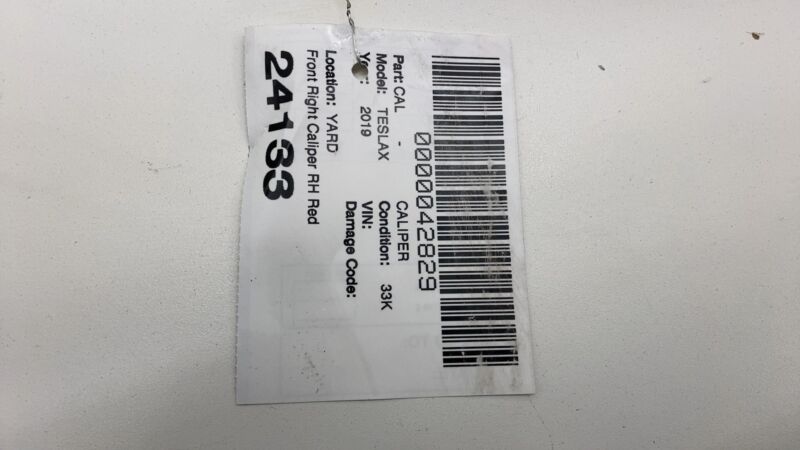 0000042829
Part: CAL - CALIPER
Model: TESLAX Condition: 33K
Year: 2019 VIN:
Damage Code:
Location: YARD
Front Right Caliper RH Red
24133